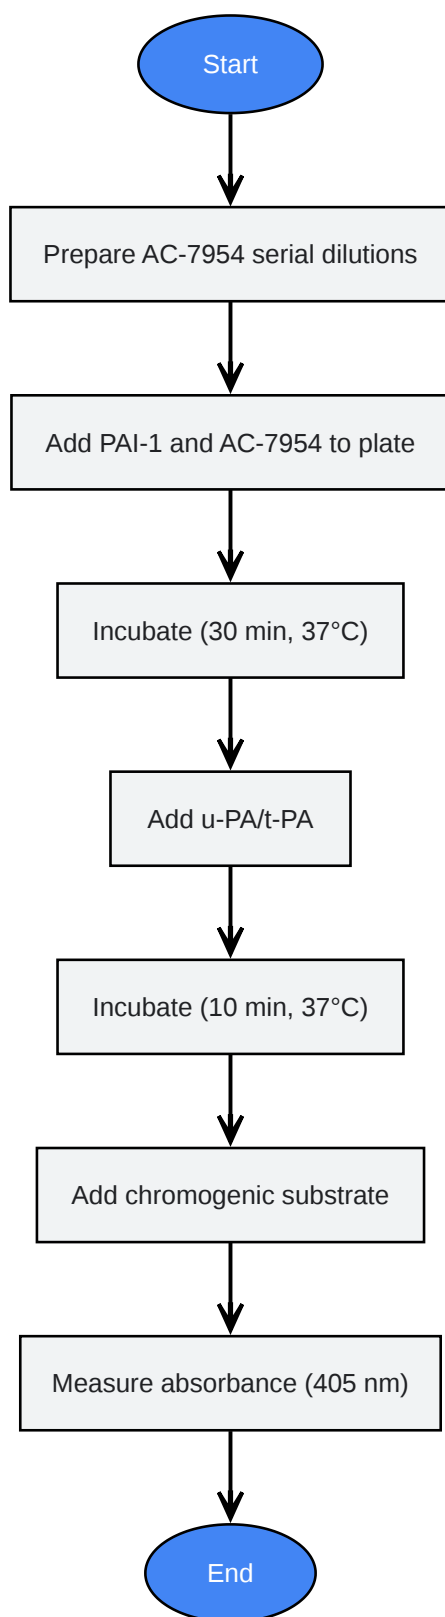 Start
Prepare AC-7954 serial dilutions
Add PAI-1 and AC-7954 to plate
Incubate (30 min, 37°C)
Add u-PA/t-PA
Incubate (10 min, 37°C)
Add chromogenic substrate
Measure absorbance (405 nm)
End